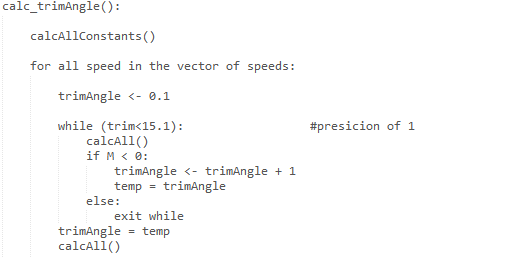 calc_trimAngle():
calcAllConstants()
for all speed in the vector of speeds:
trimAngle <- 0.1
while (trim<15.1): #presicion of 1
calcAll()
if M < 0:
trimAngle <- trimAngle + 1
temp = trimAngle
else:
exit while
trimAngle = temp
calcAll()